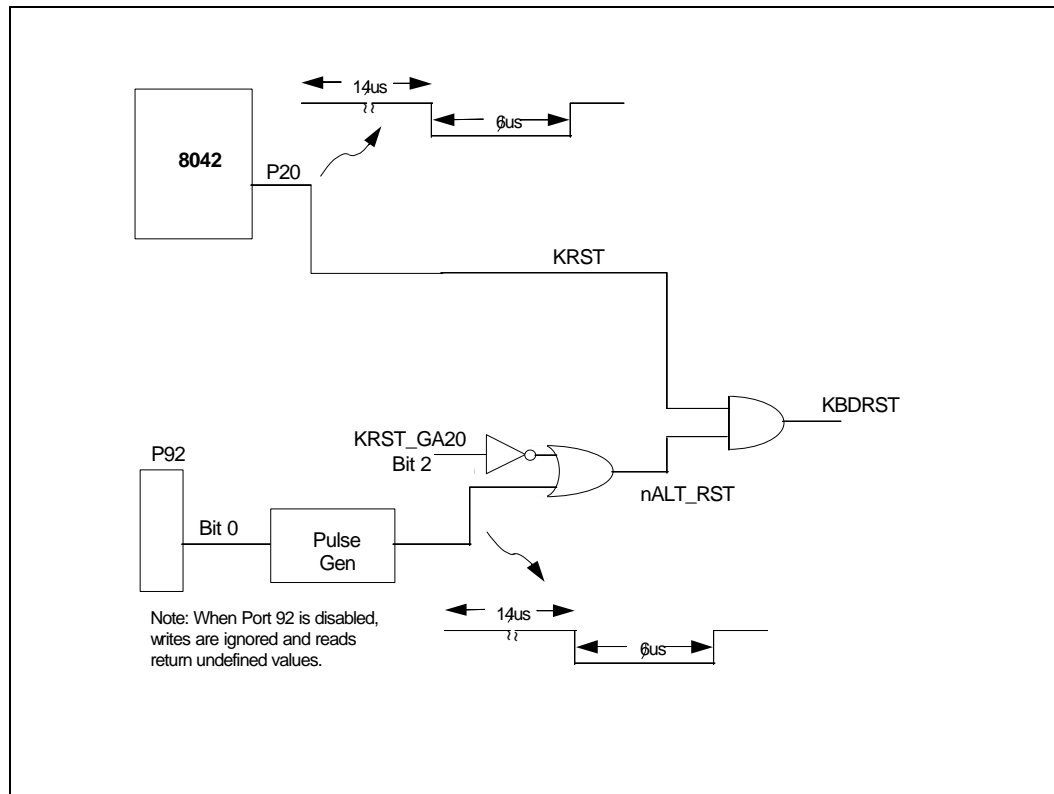 14us
6us
8042
P20
KRST
KBDRST
KRST_GA20
Bit 2
nALT_RST
P92
Bit 0
Pulse
Gen
14us
6us
Note: When Port 92 is disabled,
writes are ignored and reads
return undefined values.